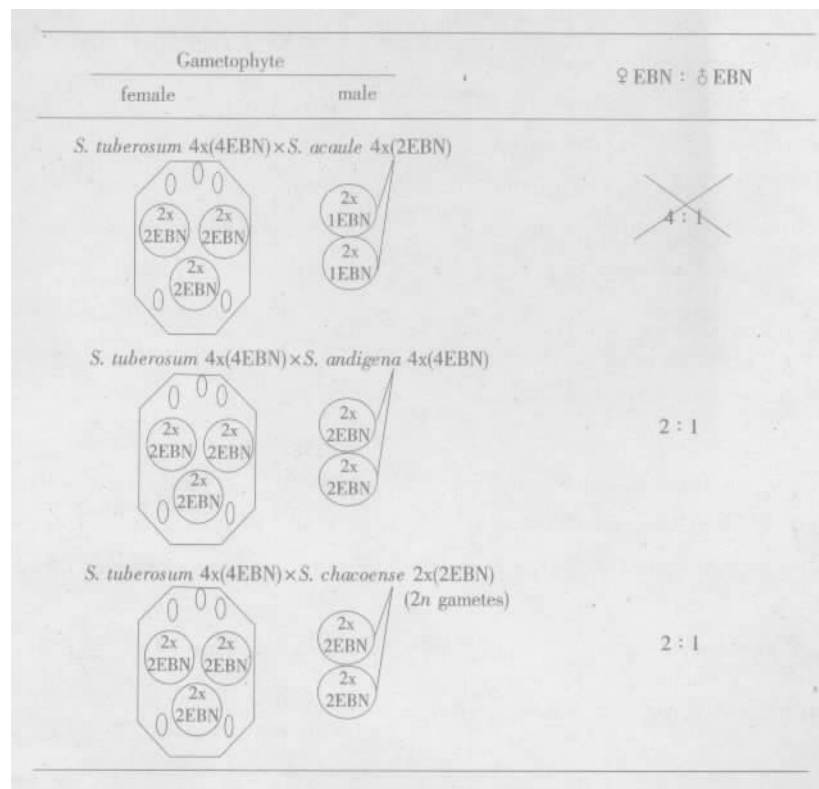 Gametophyte
female male ♀ EBN : ♂ EBN
S. tuberosum 4x(4EBN)×S. acaule 4x(2EBN)
2x 2x 2x
2EBN 2EBN 1EBN
4 : 1
2x 2x
2EBN 1EBN
S. tuberosum 4x(4EBN)×S. andigena 4x(4EBN)
2x 2x 2x
2EBN 2EBN 2EBN
2 : 1
2x 2x
2EBN 2EBN
S. tuberosum 4x(4EBN)×S. chacoense 2x(2EBN)
(2n gametes)
2x 2x 2x
2EBN 2EBN 2EBN
2 : 1
2x 2x
2EBN 2EBN